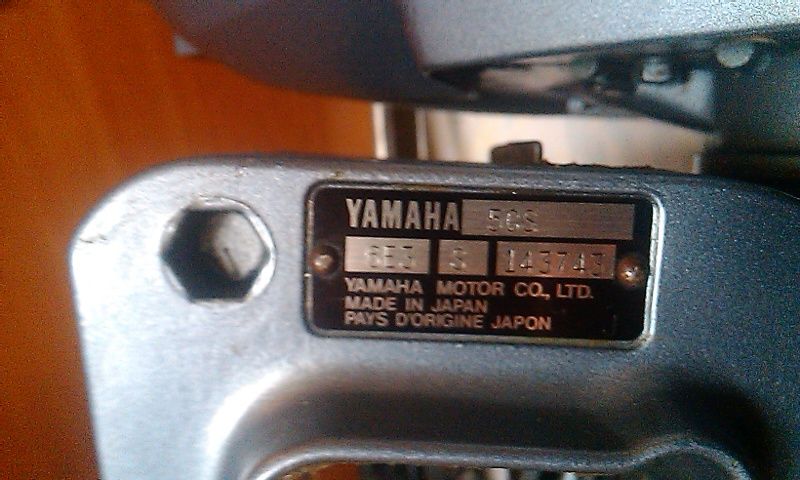 YAMAHA 5CS
6E3 S 143743
YAMAHA MOTOR CO., LTD.
MADE IN JAPAN
PAYS D'ORIGINE JAPON